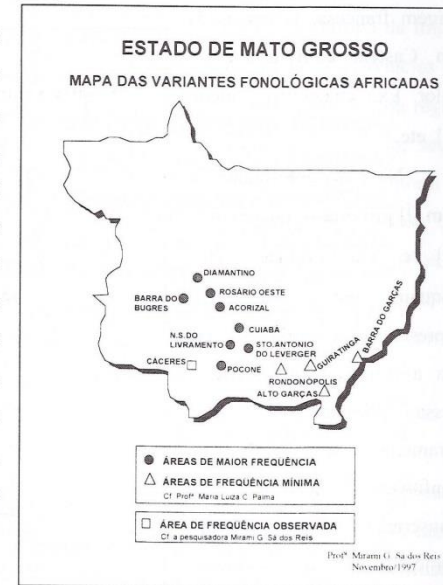 ESTADO DE MATO GROSSO
MAPA DAS VARIANTES FONOLÓGICAS AFRICADAS
DIAMANTINO
ROSÁRIO OESTE
BARRA DO
BUGRES
ACORIZAL
CUIABÁ
N.S.DO
LIVRAMENTO
STO.ANTONIO
DO LEVERGER
CÁCERES
POCONÉ
RONDONÓPOLIS
GUIRATINGA
BARRA DO GARÇAS
ALTO GARÇAS
ÁREAS DE MAIOR FREQUÊNCIA
ÁREAS DE FREQUÊNCIA MÍNIMA
Cf. Profª Maria Luiza C. Palma
ÁREA DE FREQUÊNCIA OBSERVADA
Cf a pesquisadora Mirami G. Sá dos Reis
Profª Mirami G. Sá dos Reis
Novembro/1997